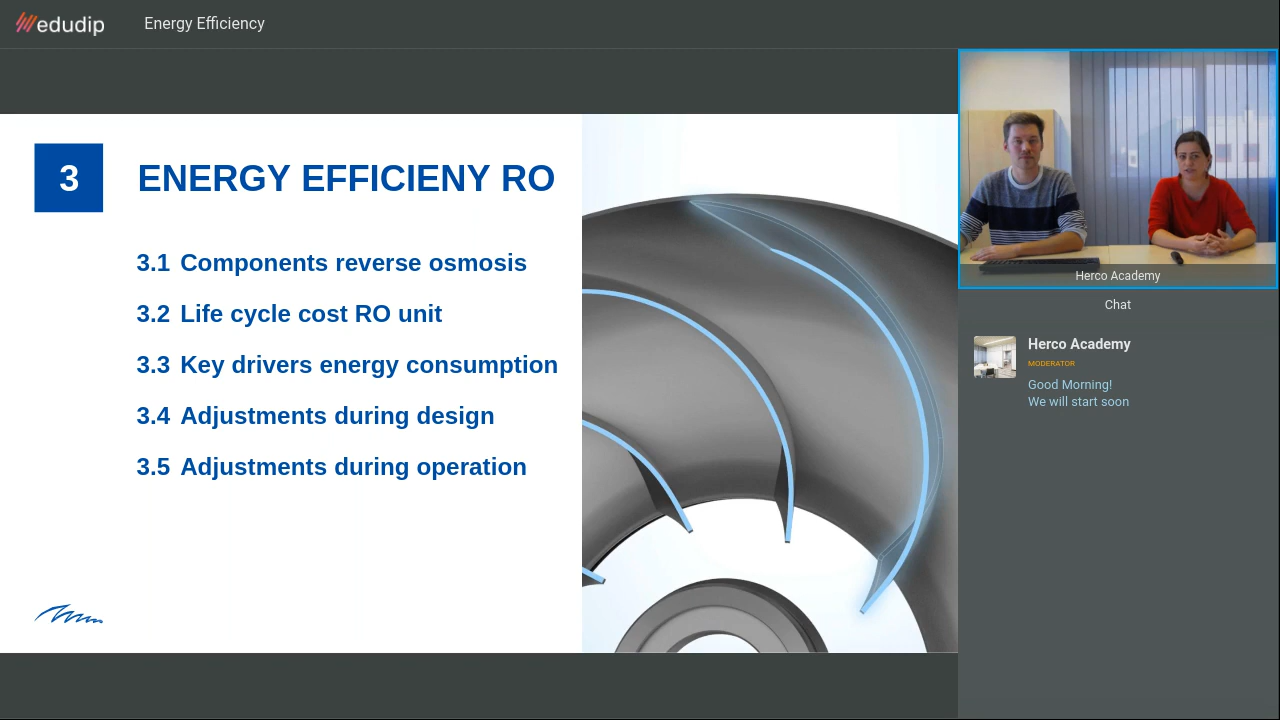 edudip
Energy Efficiency
3 ENERGY EFFICIENY RO
3.1 Components reverse osmosis
3.2 Life cycle cost RO unit
3.3 Key drivers energy consumption
3.4 Adjustments during design
3.5 Adjustments during operation
Herco Academy
Chat
Herco Academy
MODERATOR
Good Morning!
We will start soon